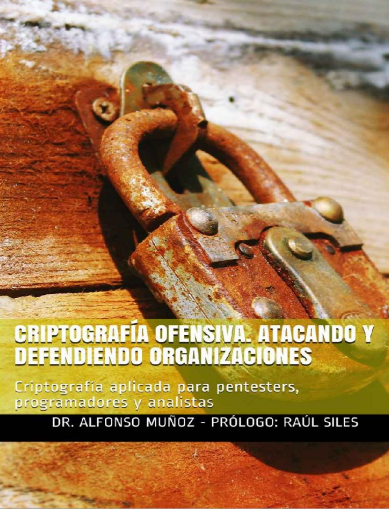 CRIPTOGRAFÍA OFENSIVA. ATACANDO Y
DEFENDIENDO ORGANIZACIONES
Criptografía aplicada para pentesters,
programadores y analistas
DR. ALFONSO MUÑOZ - PRÓLOGO: RAÚL SILES